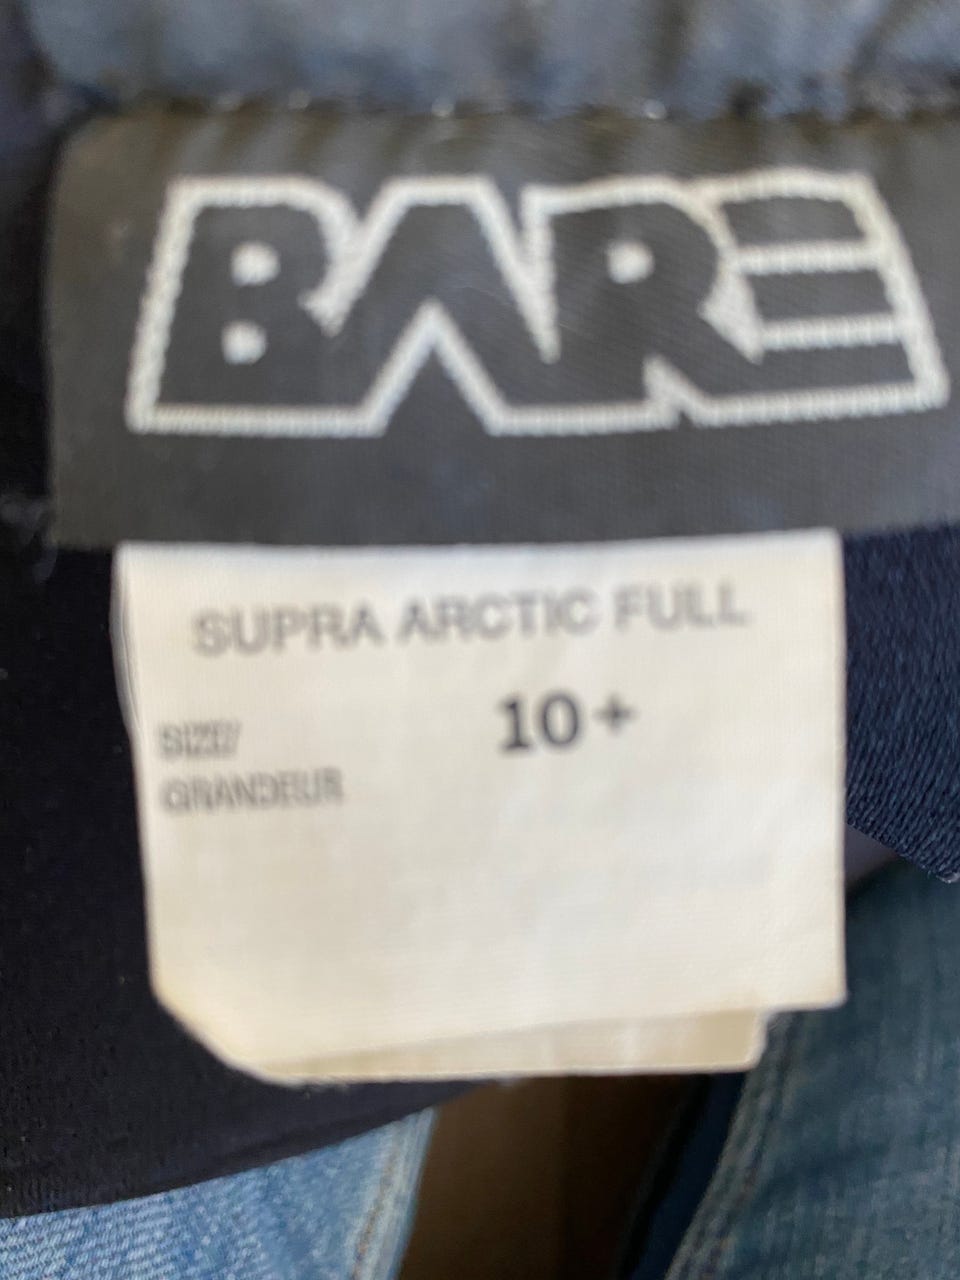 BARE
SUPRA ARCTIC FULL
SIZE/ 10+
GRANDEUR